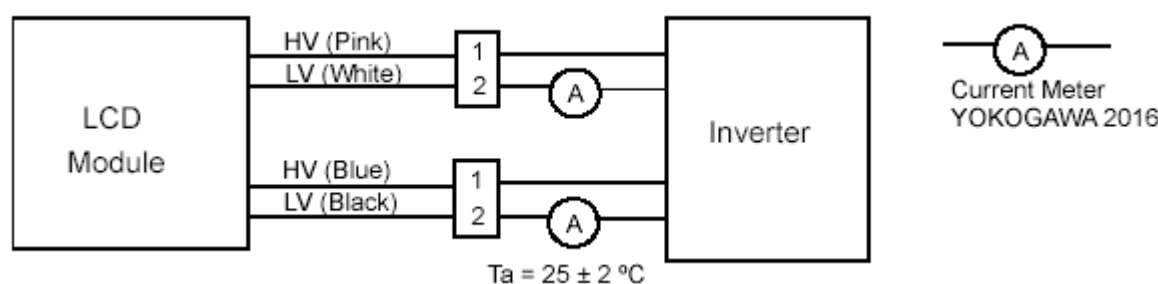 HV (Pink)
LV (White)
1
2
A
LCD
Module
HV (Blue)
LV (Black)
1
2
A
Inverter
A
Current Meter
YOKOGAWA 2016
Ta = 25 ± 2 ºC